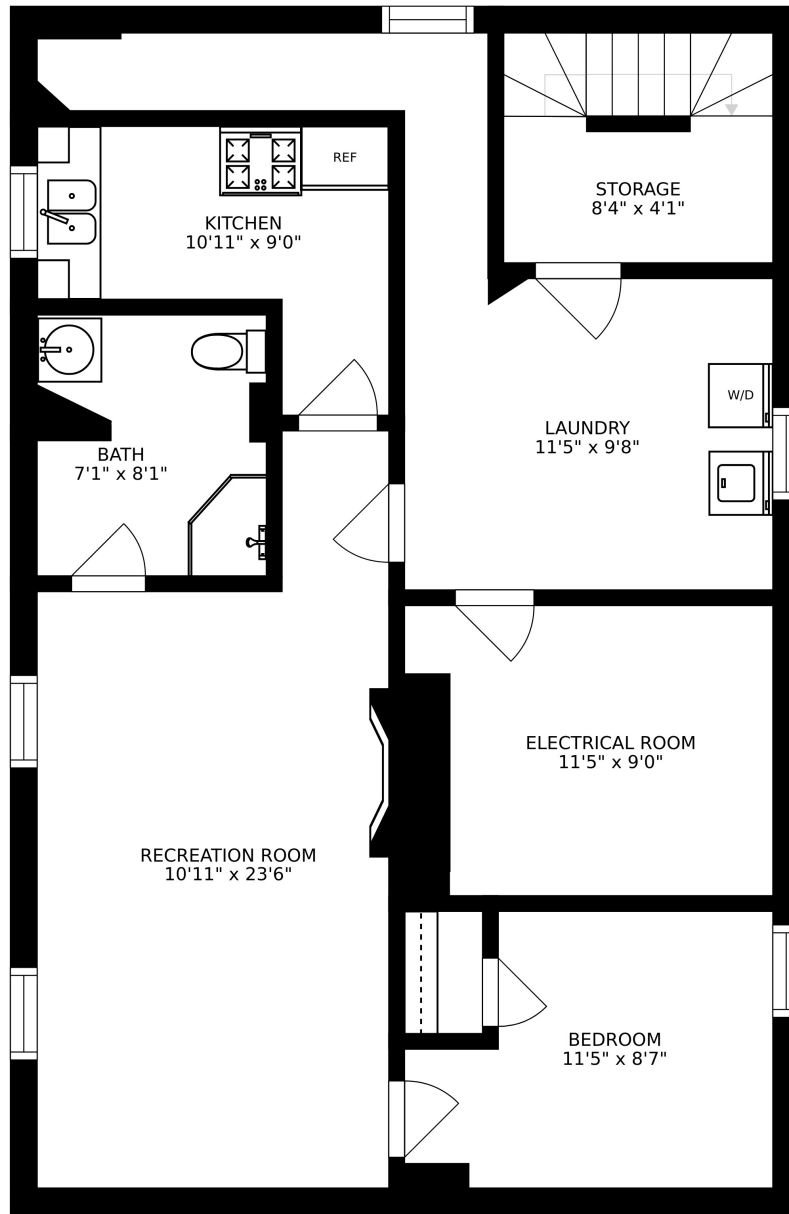 REF
KITCHEN
10'11" x 9'0"
STORAGE
8'4" x 4'1"
W/D
LAUNDRY
11'5" x 9'8"
BATH
7'1" x 8'1"
ELECTRICAL ROOM
11'5" x 9'0"
RECREATION ROOM
10'11" x 23'6"
BEDROOM
11'5" x 8'7"